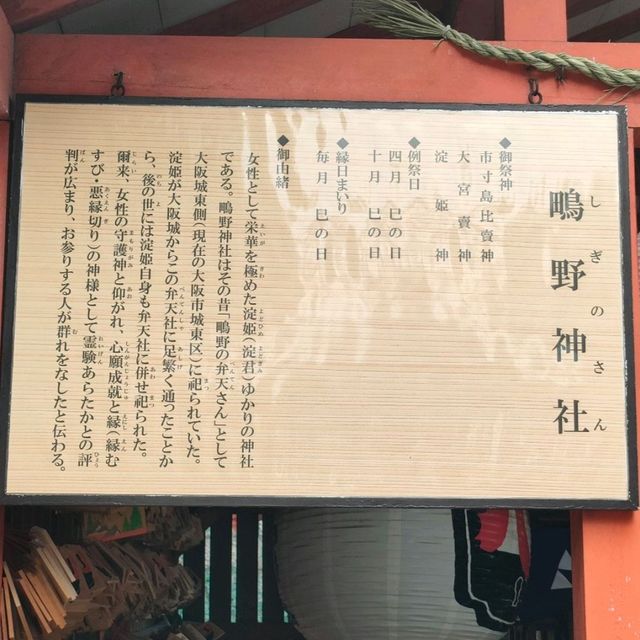 鴫野神社
しぎのさん
◆御祭神
市寸島比賣神
大宮賣神
淀姫神
◆例祭日
四月 巳の日
十月 巳の日
◆縁日まいり
毎月 巳の日
◆御由緒
女性として栄華を極めた淀姫(淀君)ゆかりの神社
である。鴫野神社はその昔「鴫野の弁天さん」として
大阪城東側(現在の大阪市城東区)に祀られていた。
淀姫が大阪城からこの弁天社に足繁く通ったことか
ら、後の世には淀姫自身も弁天社に併せ祀られた。
爾来、女性の守護神と仰がれ、心願成就と縁(縁む
すび・悪縁切り)の神様として霊験あらたかとの評
判が広まり、お参りする人が群れをなしたと伝わる。